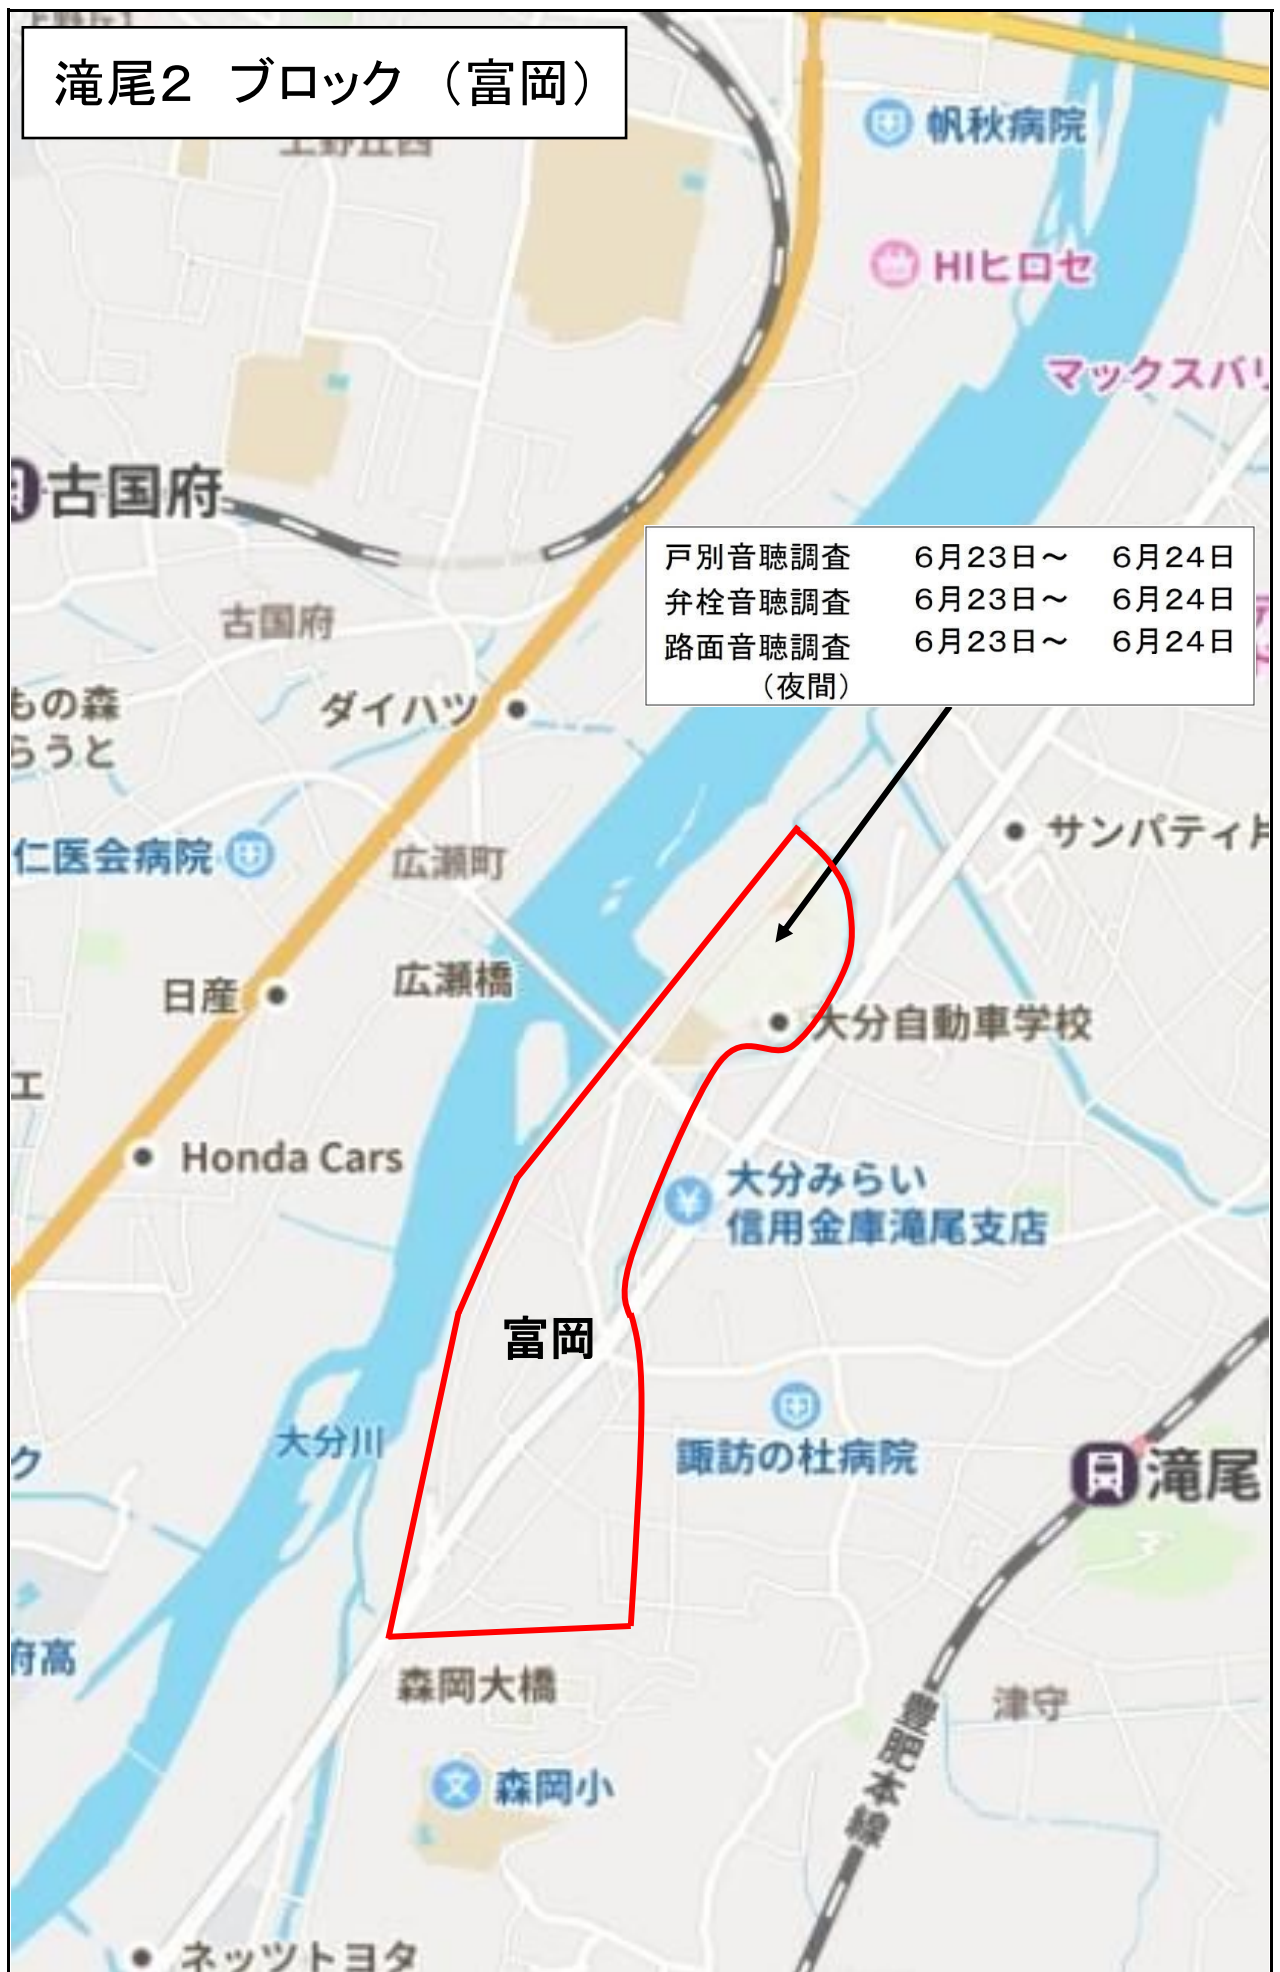 滝尾２　ブロック　（富岡）
上野丘西
帆秋病院
HIヒロセ
マックスバリ
古国府
戸別音聴調査　６月２３日～　６月２４日
弁栓音聴調査　６月２３日～　６月２４日
路面音聴調査　６月２３日～　６月２４日
（夜間）
古国府
もの森
らうと
ダイハツ
サンパティオ
仁医会病院
広瀬町
広瀬橋
日産
大分自動車学校
工
Honda Cars
大分みらい
信用金庫滝尾支店
富岡
大分川
諏訪の杜病院
ク
滝尾
府高
森岡大橋
津守
豊肥本線
森岡小
ネッツトヨタ